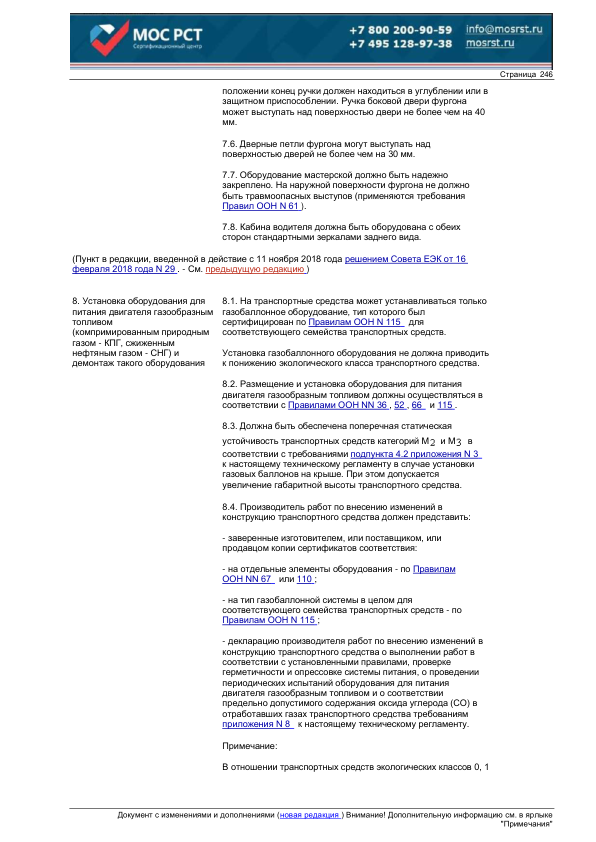 МОС РСТ
Сертификационный центр
+7 800 200-90-59 info@mosrst.ru
+7 495 128-97-38 mosrst.ru
Страница 246
положении конец ручки должен находиться в углублении или в
защитном приспособлении. Ручка боковой двери фургона
может выступать над поверхностью двери не более чем на 40
мм.
7.6. Дверные петли фургона могут выступать над
поверхностью дверей не более чем на 30 мм.
7.7. Оборудование мастерской должно быть надежно
закреплено. На наружной поверхности фургона не должно
быть травмоопасных выступов (применяются требования
Правил ООН N 61 ).
7.8. Кабина водителя должна быть оборудована с обеих
сторон стандартными зеркалами заднего вида.
(Пункт в редакции, введенной в действие с 11 ноября 2018 года решением Совета ЕЭК от 16
февраля 2018 года N 29 . - См. предыдущую редакцию )
8. Установка оборудования для
питания двигателя газообразным
топливом
(компримированным природным
газом - КПГ, сжиженным
нефтяным газом - СНГ) и
демонтаж такого оборудования
8.1. На транспортные средства может устанавливаться только
газобаллонное оборудование, тип которого был
сертифицирован по Правилам ООН N 115 для
соответствующего семейства транспортных средств.
Установка газобаллонного оборудования не должна приводить
к понижению экологического класса транспортного средства.
8.2. Размещение и установка оборудования для питания
двигателя газообразным топливом должны осуществляться в
соответствии с Правилами ООН NN 36 , 52 , 66 и 115 .
8.3. Должна быть обеспечена поперечная статическая
устойчивость транспортных средств категорий M2 и M3 в
соответствии с требованиями подпункта 4.2 приложения N 3
к настоящему техническому регламенту в случае установки
газовых баллонов на крыше. При этом допускается
увеличение габаритной высоты транспортного средства.
8.4. Производитель работ по внесению изменений в
конструкцию транспортного средства должен представить:
- заверенные изготовителем, или поставщиком, или
продавцом копии сертификатов соответствия:
- на отдельные элементы оборудования - по Правилам
ООН NN 67 или 110 ;
- на тип газобаллонной системы в целом для
соответствующего семейства транспортных средств - по
Правилам ООН N 115 ;
- декларацию производителя работ по внесению изменений в
конструкцию транспортного средства о выполнении работ в
соответствии с установленными правилами, проверке
герметичности и опрессовке системы питания, о проведении
периодических испытаний оборудования для питания
двигателя газообразным топливом и о соответствии
предельно допустимого содержания оксида углерода (CO) в
отработавших газах транспортного средства требованиям
приложения N 8 к настоящему техническому регламенту.
Примечание:
В отношении транспортных средств экологических классов 0, 1
Документ с изменениями и дополнениями (новая редакция ) Внимание! Дополнительную информацию см. в ярлыке
"Примечания"